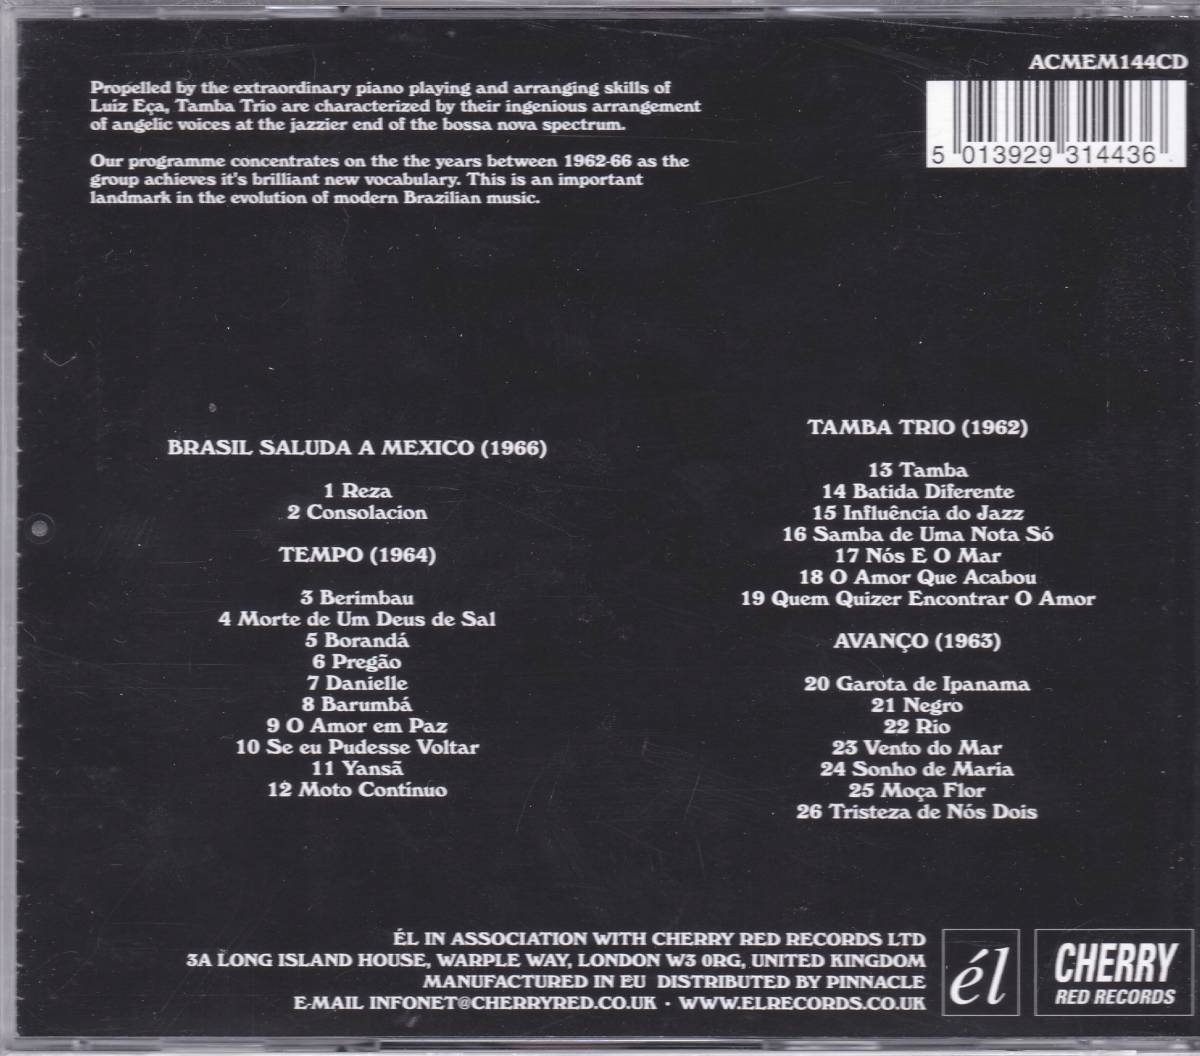 ACMEM144CD
Propelled by the extraordinary piano playing and arranging skills of
Luiz Eça, Tamba Trio are characterized by their ingenious arrangement
of angelic voices at the jazzier end of the bossa nova spectrum.
5 013929 314436
Our programme concentrates on the the years between 1962-66 as the
group achieves it's brilliant new vocabulary. This is an important
landmark in the evolution of modern Brazilian music.
BRASIL SALUDA A MEXICO (1966)
1 Reza
2 Consolacion
TEMPO (1964)
3 Berimbau
4 Morte de Um Deus de Sal
5 Borandá
6 Pregão
7 Danielle
8 Barumbá
9 O Amor em Paz
10 Se eu Pudesse Voltar
11 Yansã
12 Moto Contínuo
TAMBA TRIO (1962)
13 Tamba
14 Batida Diferente
15 Influência do Jazz
16 Samba de Uma Nota Só
17 Nós E O Mar
18 O Amor Que Acabou
19 Quem Quizer Encontrar O Amor
AVANÇO (1963)
20 Garota de Ipanama
21 Negro
22 Rio
23 Vento do Mar
24 Sonho de Maria
25 Moça Flor
26 Tristeza de Nós Dois
ÉL IN ASSOCIATION WITH CHERRY RED RECORDS LTD
3A LONG ISLAND HOUSE, WARPLE WAY, LONDON W3 0RG, UNITED KINGDOM
MANUFACTURED IN EU DISTRIBUTED BY PINNACLE
E-MAIL INFONET@CHERRYRED.CO.UK · WWW.ELRECORDS.CO.UK
él
CHERRY
RED RECORDS